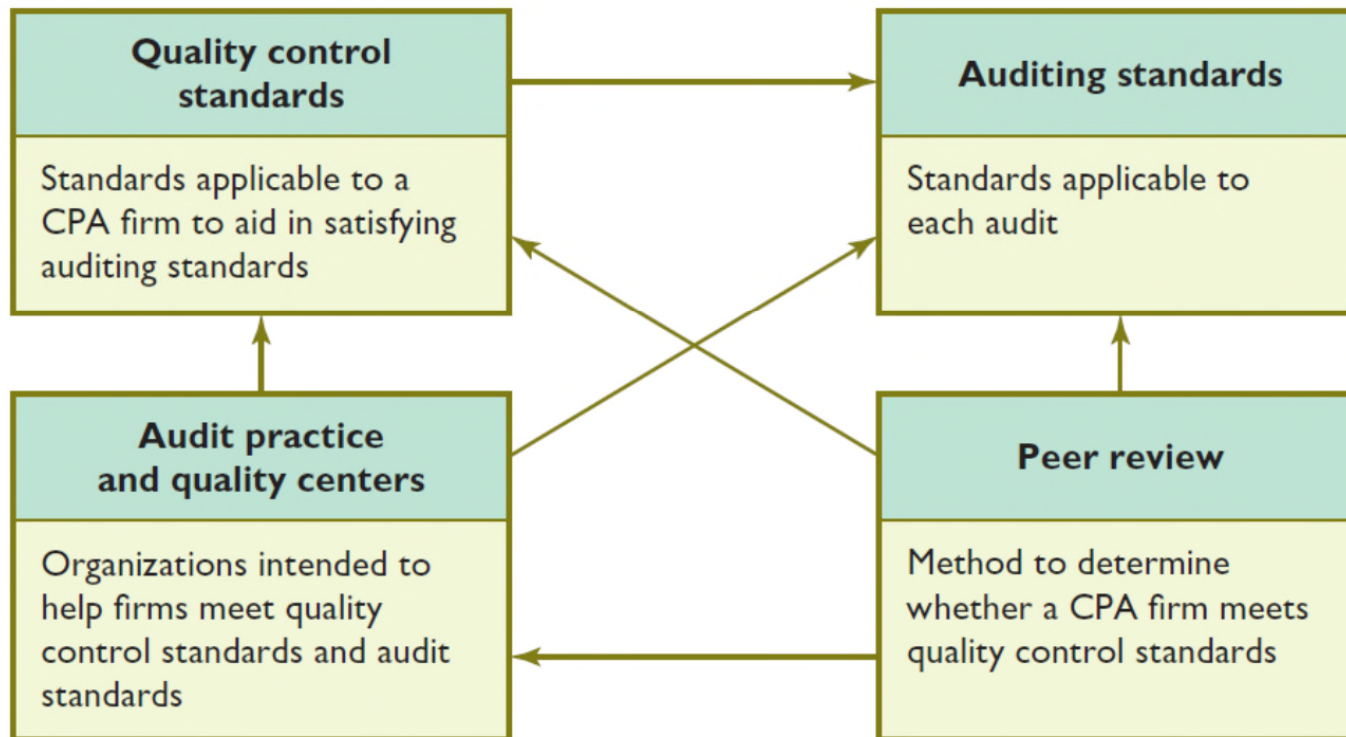 Quality control
standards
Standards applicable to a
CPA firm to aid in satisfying
auditing standards
Auditing standards
Standards applicable to
each audit
Audit practice
and quality centers
Organizations intended to
help firms meet quality
control standards and audit
standards
Peer review
Method to determine
whether a CPA firm meets
quality control standards